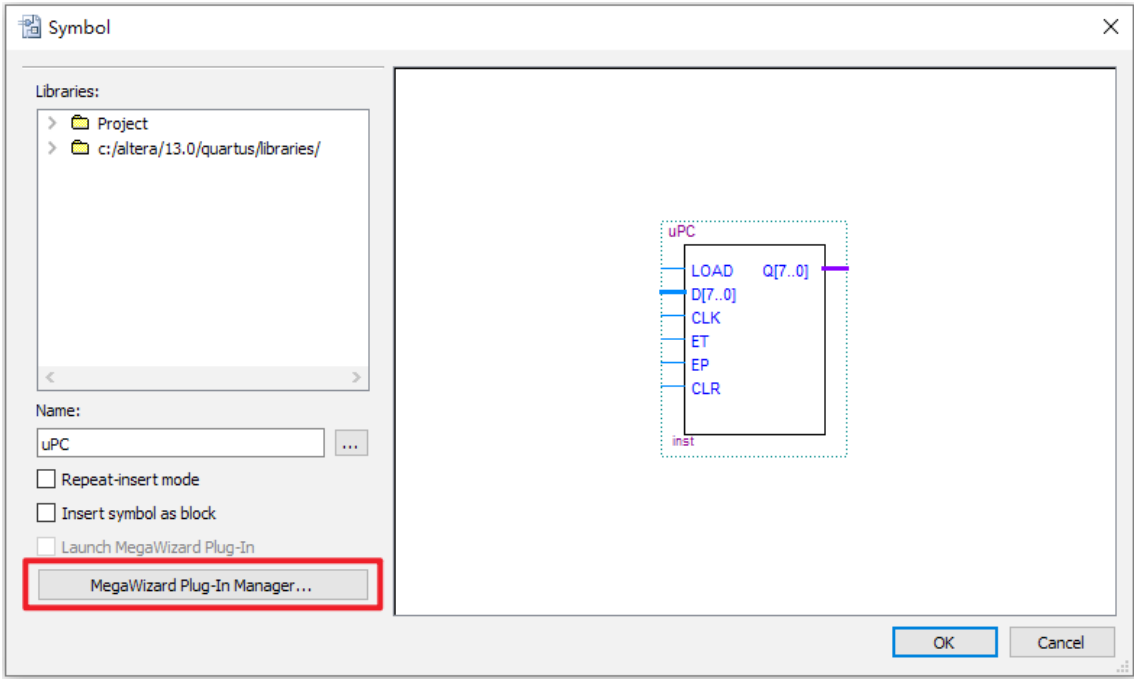 Symbol
Libraries:
Project
c:/altera/13.0/quartus/libraries/
Name:
uPC
...
Repeat-insert mode
Insert symbol as block
Launch MegaWizard Plug-In
MegaWizard Plug-In Manager...
uPC
LOAD Q[7..0]
D[7..0]
CLK
ET
EP
CLR
inst
OK Cancel